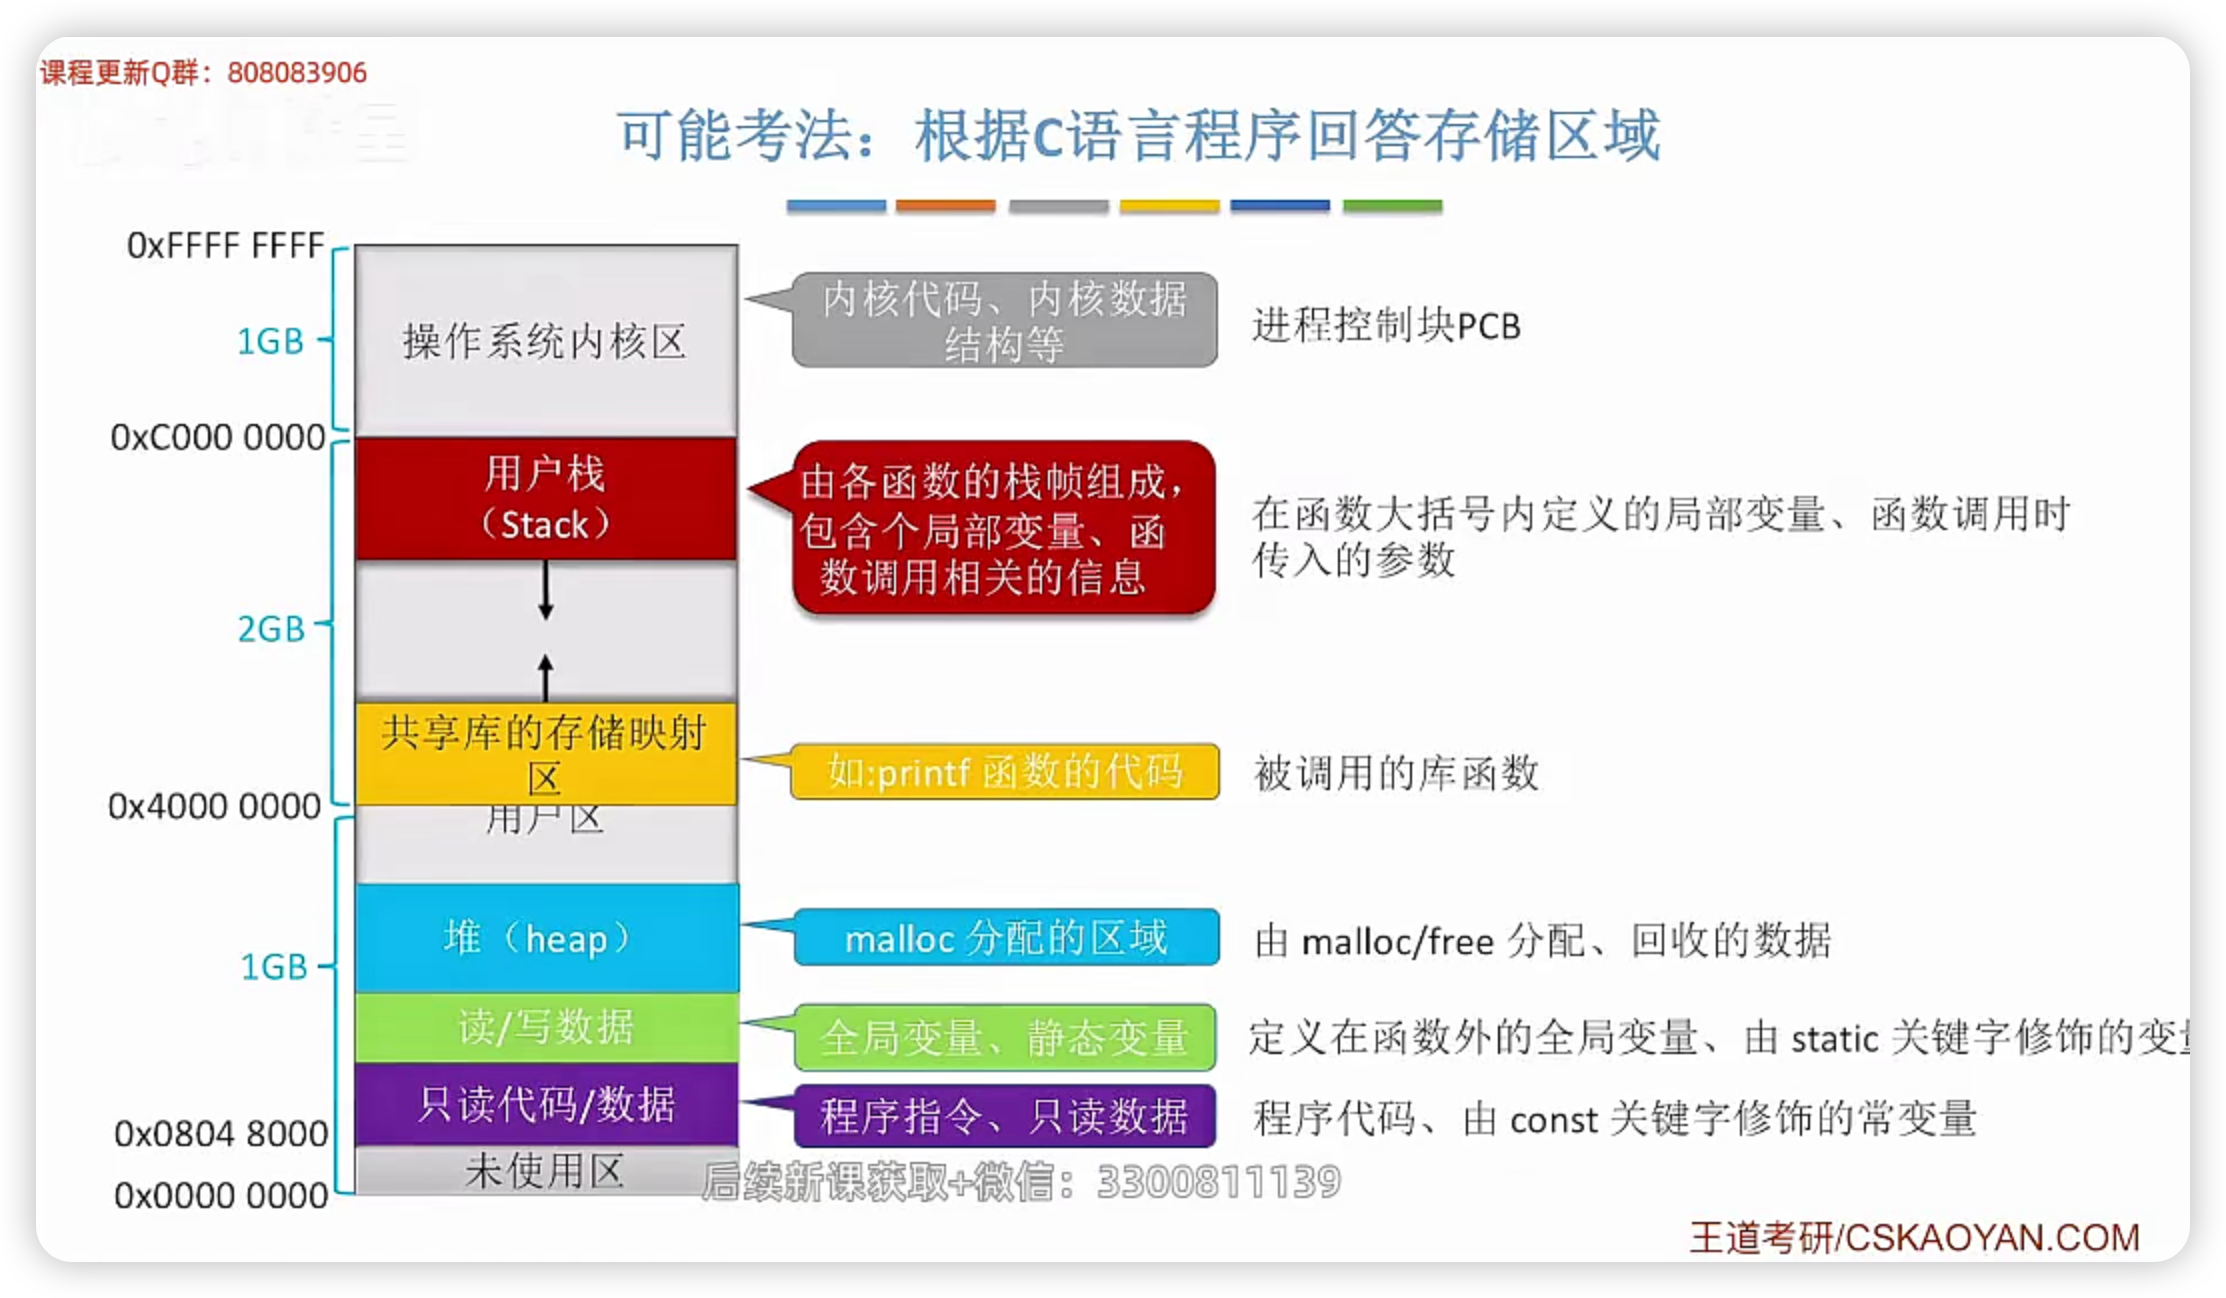 课程更新Q群：808083906
可能考法：根据C语言程序回答存储区域
0xFFFF FFFF
1GB
操作系统内核区
内核代码、内核数据
结构等
进程控制块PCB
0xC000 0000
用户栈
（Stack）
由各函数的栈帧组成，
包含个局部变量、函
数调用相关的信息
在函数大括号内定义的局部变量、函数调用时
传入的参数
2GB
共享库的存储映射
区
如:printf 函数的代码
被调用的库函数
0x4000 0000
用户区
堆（heap）
malloc 分配的区域
由 malloc/free 分配、回收的数据
1GB
读/写数据
全局变量、静态变量
定义在函数外的全局变量、由 static 关键字修饰的变量
只读代码/数据
程序指令、只读数据
程序代码、由 const 关键字修饰的常变量
0x0804 8000
未使用区
0x0000 0000
后续新课获取+微信：3300811139
王道考研/CSKAOYAN.COM